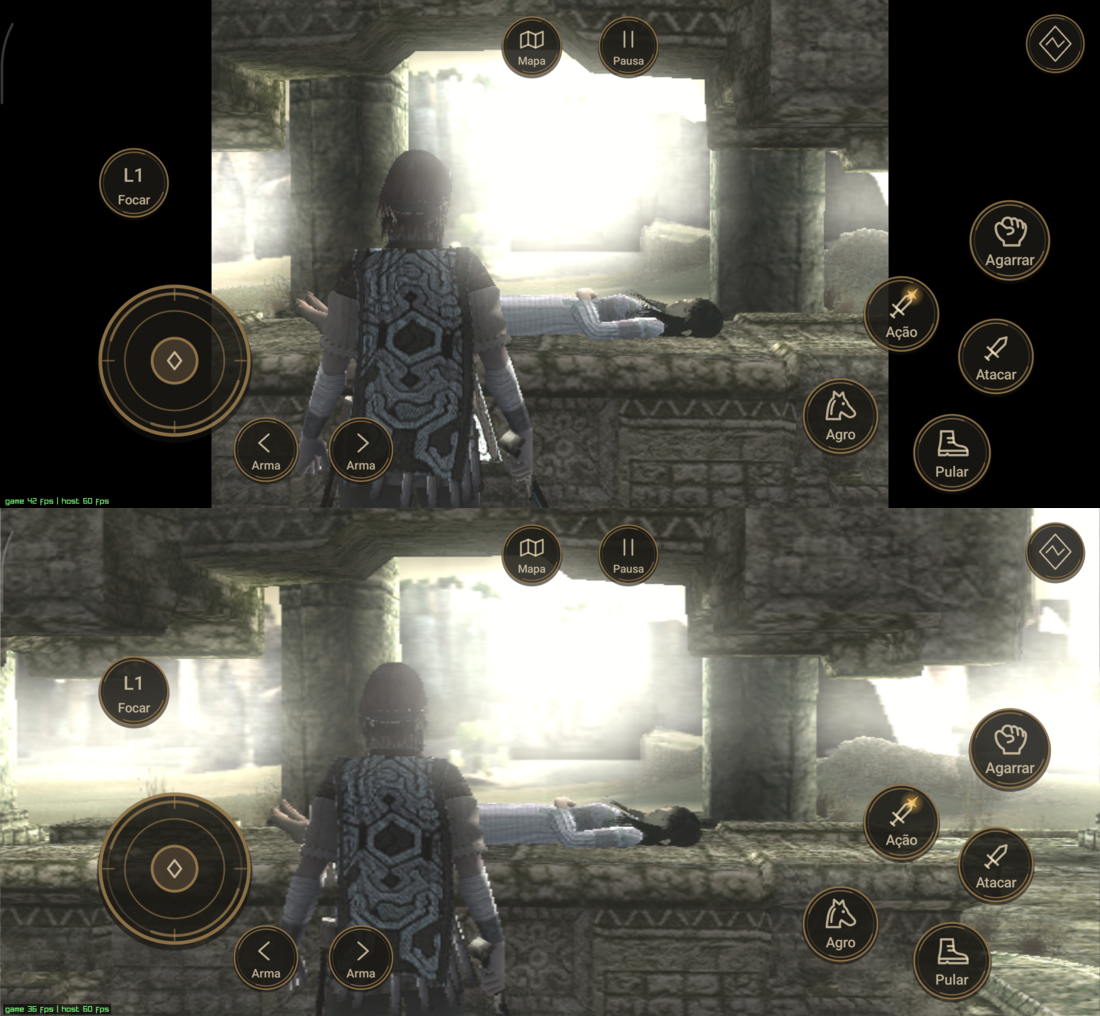 Mapa
Pausa
L1
Focar
Agarrar
Ação
Atacar
Agro
Arma
Arma
Pular
game 42 fps | host 60 fps
Mapa
Pausa
L1
Focar
Agarrar
Ação
Atacar
Agro
Arma
Arma
Pular
game 36 fps | host 60 fps